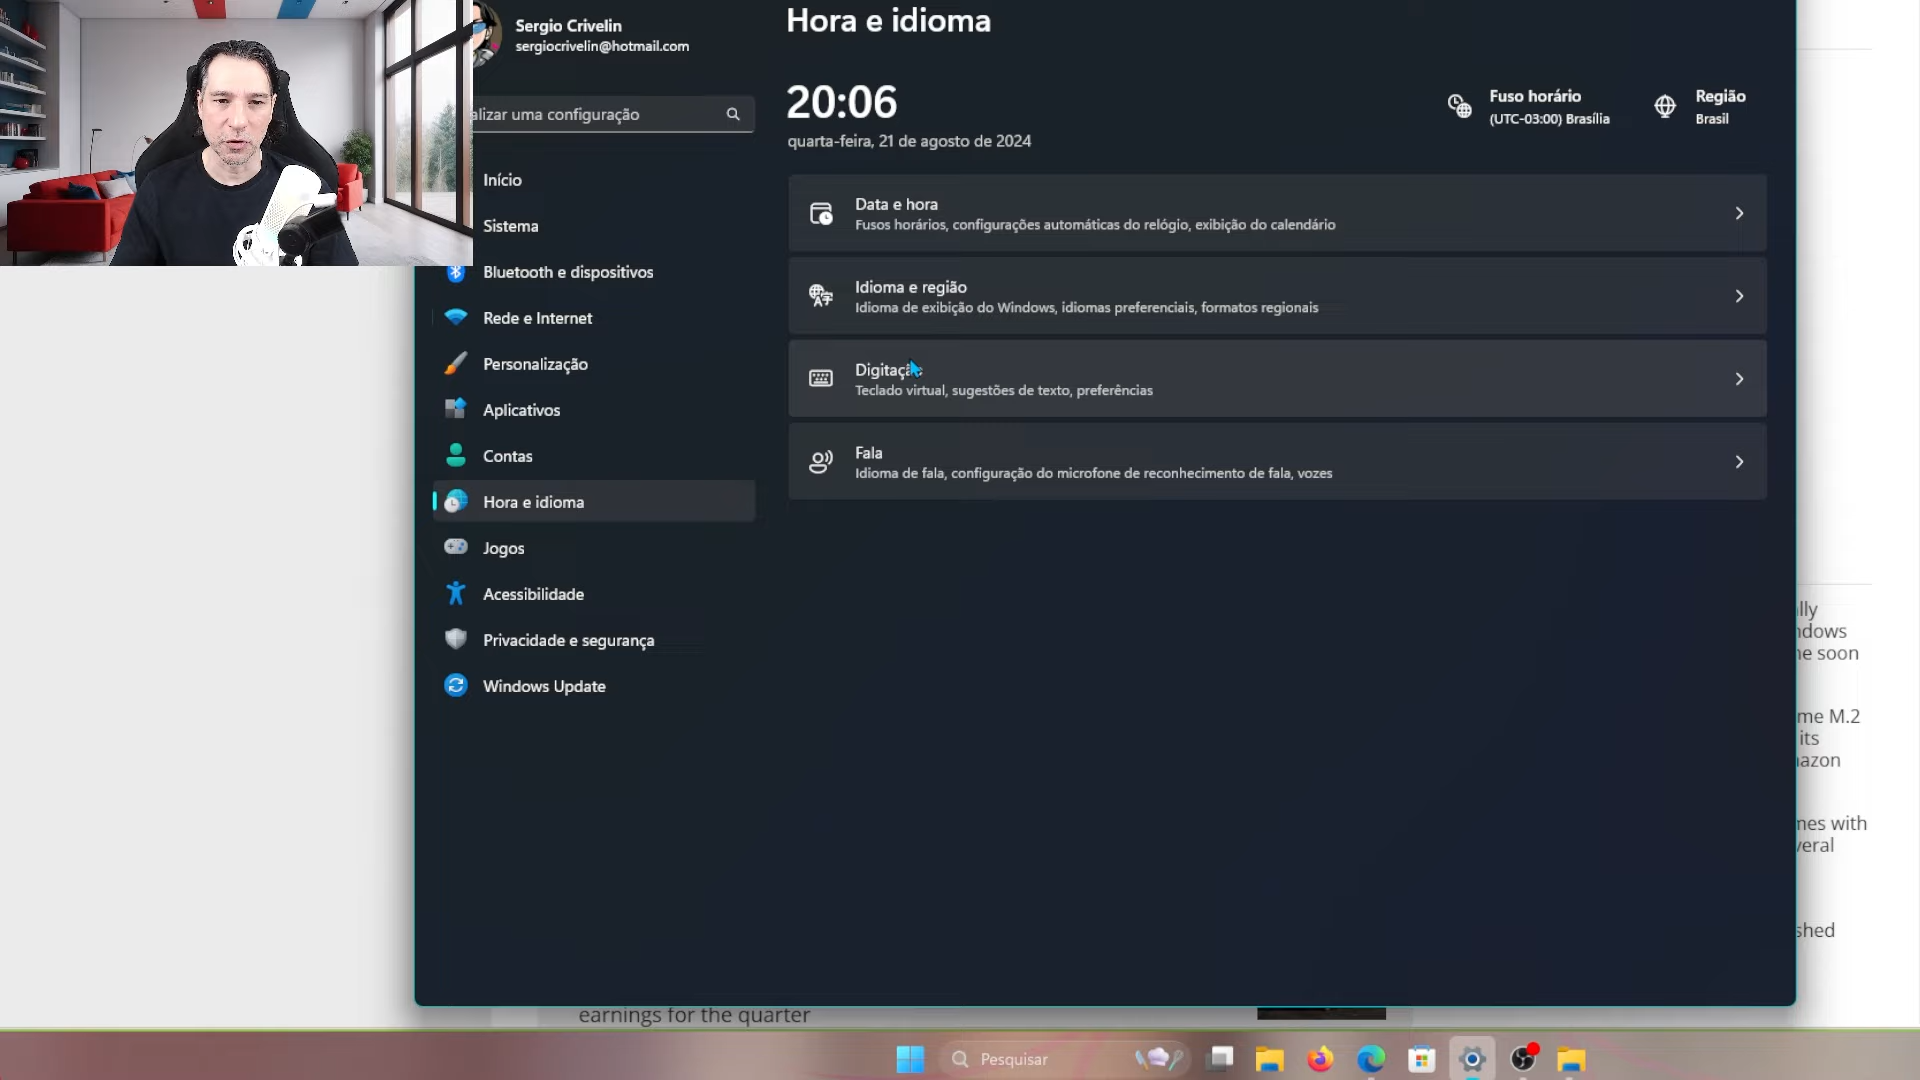 Sergio Crivelin
sergiocrivelin@hotmail.com
alizar uma configuração
Início
Sistema
Bluetooth e dispositivos
Rede e Internet
Personalização
Aplicativos
Contas
Hora e idioma
Jogos
Acessibilidade
Privacidade e segurança
Windows Update
Hora e idioma
20:06
quarta-feira, 21 de agosto de 2024
Fuso horário
(UTC-03:00) Brasília
Região
Brasil
Data e hora
Fusos horários, configurações automáticas do relógio, exibição do calendário
Idioma e região
Idioma de exibição do Windows, idiomas preferenciais, formatos regionais
Digitação
Teclado virtual, sugestões de texto, preferências
Fala
Idioma de fala, configuração do microfone de reconhecimento de fala, vozes
soon
me M.2
its
mes with
shed
earnings for the quarter
Pesquisar